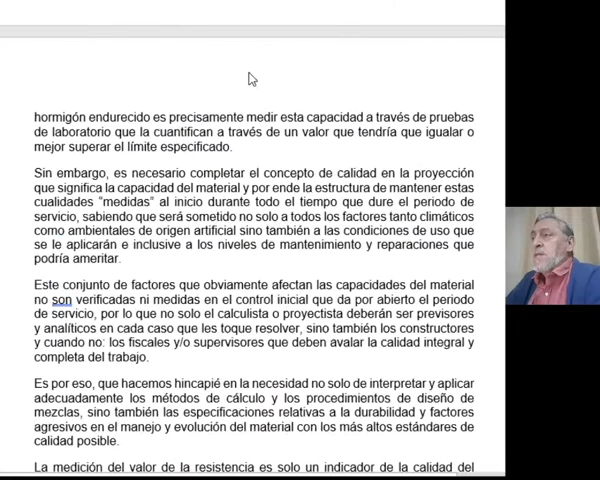 hormigón endurecido es precisamente medir esta capacidad a través de pruebas
de laboratorio que la cuantifican a través de un valor que tendría que igualar o
mejor superar el límite especificado.
Sin embargo, es necesario completar el concepto de calidad en la proyección
que significa la capacidad del material y por ende la estructura de mantener estas
cualidades "medidas" al inicio durante todo el tiempo que dure el periodo de
servicio, sabiendo que será sometido no solo a todos los factores tanto climáticos
como ambientales de origen artificial sino también a las condiciones de uso que
se le aplicarán e inclusive a los niveles de mantenimiento y reparaciones que
podría ameritar.
Este conjunto de factores que obviamente afectan las capacidades del material
no son verificadas ni medidas en el control inicial que da por abierto el periodo
de servicio, por lo que no solo el calculista o proyectista deberán ser previsores
y analíticos en cada caso que les toque resolver, sino también los constructores
y cuando no: los fiscales y/o supervisores que deben avalar la calidad integral y
completa del trabajo.
Es por eso, que hacemos hincapié en la necesidad no solo de interpretar y aplicar
adecuadamente los métodos de cálculo y los procedimientos de diseño de
mezclas, sino también las especificaciones relativas a la durabilidad y factores
agresivos en el manejo y evolución del material con los más altos estándares de
calidad posible.
La medición del valor de la resistencia es solo un indicador de la calidad del